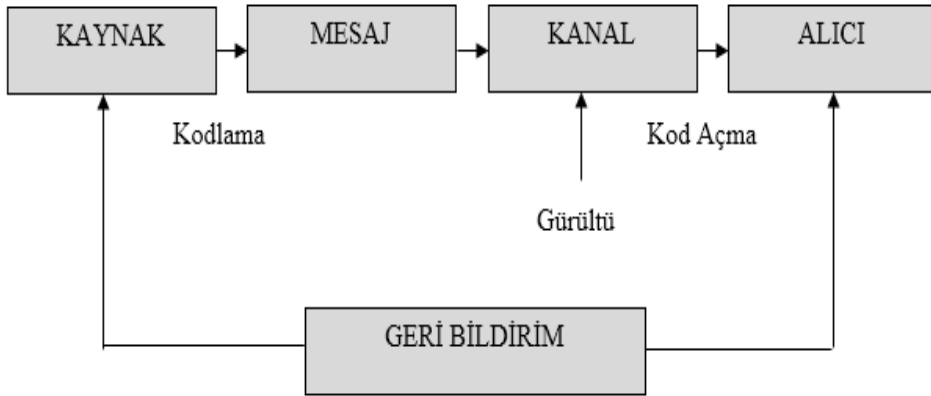 KAYNAK
MESAJ
KANAL
ALICI
Kodlama
Kod Açma
Gürültü
GERİ BİLDİRİM